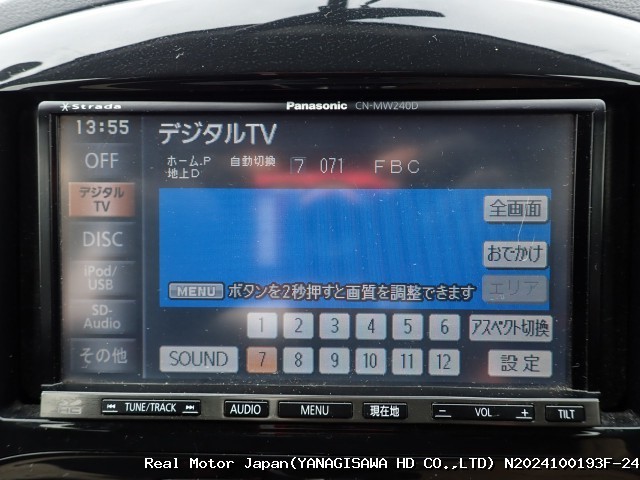 Strada Panasonic CN-MW240D
13:55 デジタルTV
OFF ホーム.P 自動切換 7 071 FBC
地上D
デジタル
TV
全画面
DISC
おでかけ
iPod/
USB
エリア
MENU ボタンを2秒押すと画質を調整できます
SD-
Audio
1 2 3 4 5 6 アスペクト切換
その他 SOUND 7 8 9 10 11 12 設定
TUNE/TRACK AUDIO MENU 現在地 − VOL + TILT
Real Motor Japan(YANAGISAWA HD CO.,LTD) N2024100193F-24